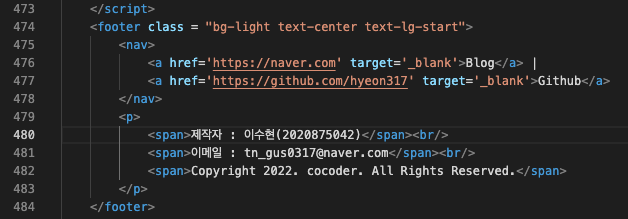 473 </script>
474 <footer class = "bg-light text-center text-lg-start">
475 <nav>
476 <a href='https://naver.com' target='_blank'>Blog</a> |
477 <a href='https://github.com/hyeon317' target='_blank'>Github</a>
478 </nav>
479 <p>
480 <span>제작자 : 이수현(2020875042)</span><br/>
481 <span>이메일 : tn_gus0317@naver.com</span><br/>
482 <span>Copyright 2022. cocoder. All Rights Reserved.</span>
483 </p>
484 </footer>